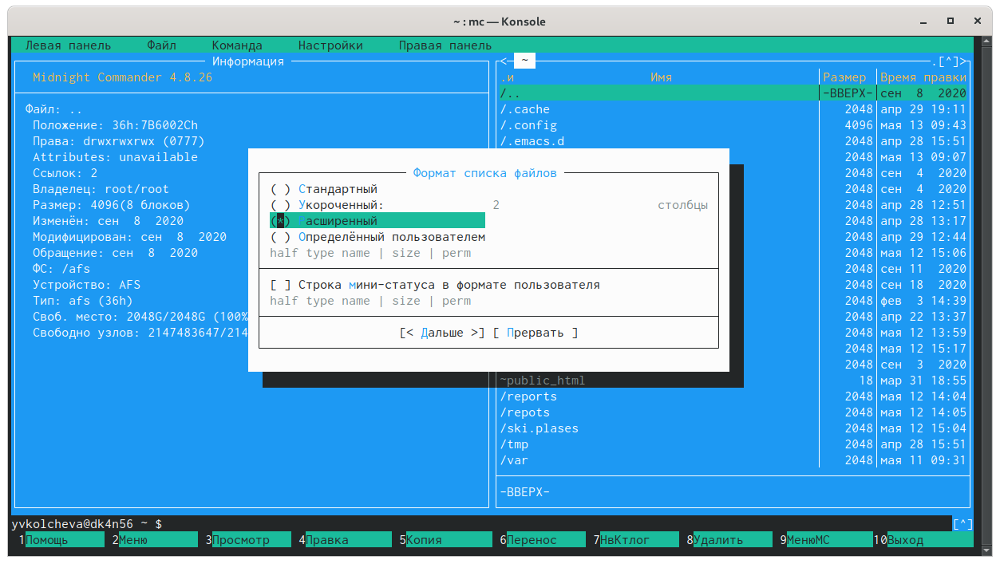 ~ : mc — Konsole
Левая панель Файл Команда Настройки Правая панель
Информация
Midnight Commander 4.8.26
Файл: ..
Положение: 36h:7B6002Ch
Права: drwxrwxrwx (0777)
Attributes: unavailable
Ссылок: 2
Владелец: root/root
Размер: 4096(8 блоков)
Изменён: сен 8 2020
Модифицирован: сен 8 2020
Обращение: сен 8 2020
ФС: /afs
Устройство: AFS
Тип: afs (36h)
Своб. место: 2048G/2048G (100%
Свободно узлов: 2147483647/214
<- ~ .[^]>
.и Имя Размер Время правки
/.. -ВВЕРХ- сен 8 2020
/.cache 2048 апр 29 19:11
/.config 4096 мая 13 09:43
/.emacs.d 2048 апр 28 15:51
2048 мая 13 09:07
2048 сен 4 2020
2048 сен 4 2020
2048 апр 28 12:51
2048 апр 28 13:17
2048 апр 29 12:44
2048 мая 12 15:06
2048 сен 11 2020
2048 сен 18 2020
2048 фев 3 14:39
2048 апр 22 13:37
2048 мая 12 13:59
2048 мая 12 15:17
2048 сен 3 2020
~public_html 18 мар 31 18:55
/reports 2048 мая 12 14:04
/repots 2048 мая 12 14:05
/ski.plases 2048 мая 12 15:04
/tmp 2048 апр 28 15:51
/var 2048 мая 11 09:31
-ВВЕРХ-
Формат списка файлов
( ) Стандартный
( ) Укороченный: 2 столбцы
(*) Расширенный
( ) Определённый пользователем
half type name | size | perm
[ ] Строка мини-статуса в формате пользователя
half type name | size | perm
[< Дальше >] [ Прервать ]
yvkolcheva@dk4n56 ~ $ [^]
1Помощь 2Меню 3Просмотр 4Правка 5Копия 6Перенос 7НвКтлог 8Удалить 9МенюMC 10Выход